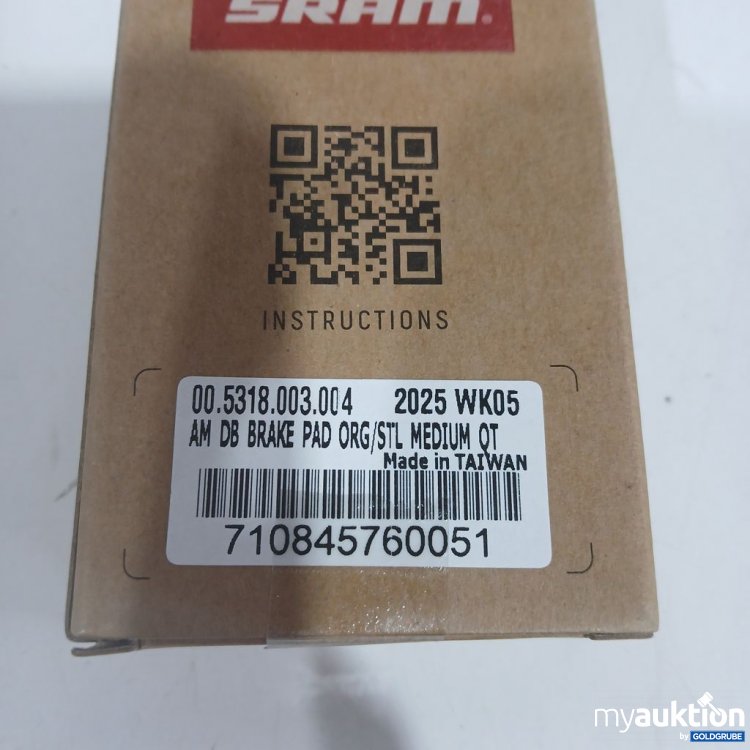 SRAM
INSTRUCTIONS
00.5318.003.004 2025 WK05
AM DB BRAKE PAD ORG/STL MEDIUM QT
Made in TAIWAN
710845760051
myauktion
by GOLDGRUBE